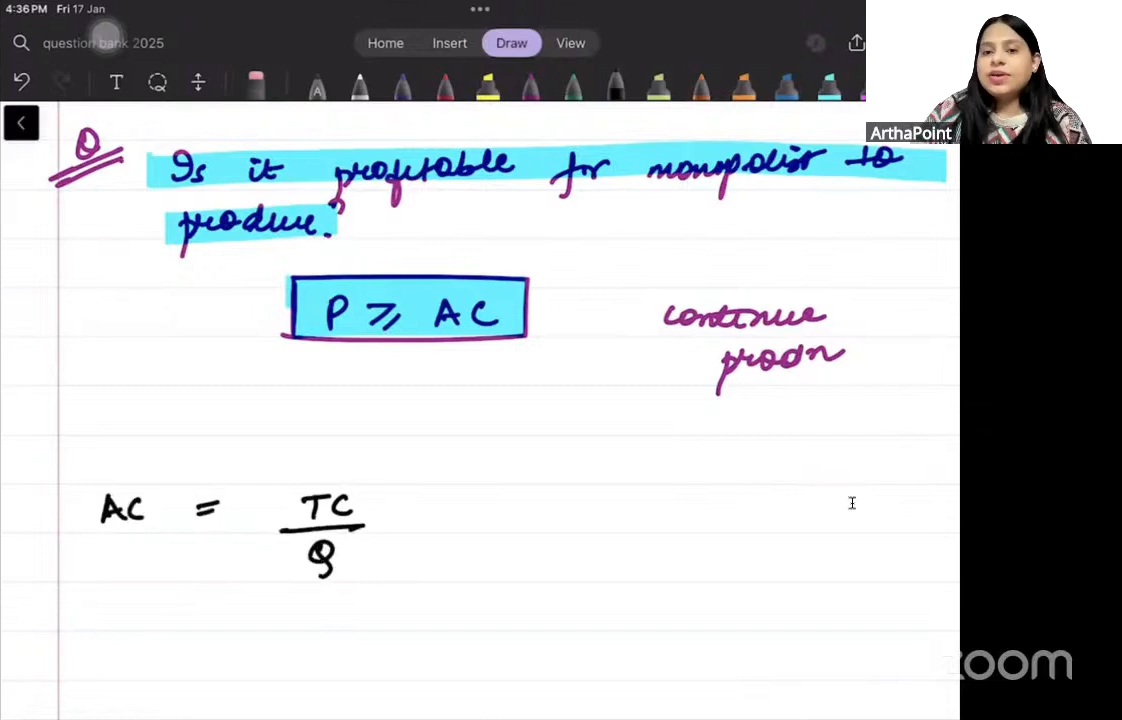 4:36 PM Fri 17 Jan
question bank 2025
Home Insert Draw View
T
A
ArthaPoint
Q
Is it profitable for monopolist to
produce?
P ≥ AC
continue
prodn
AC = TC
Q
zoom